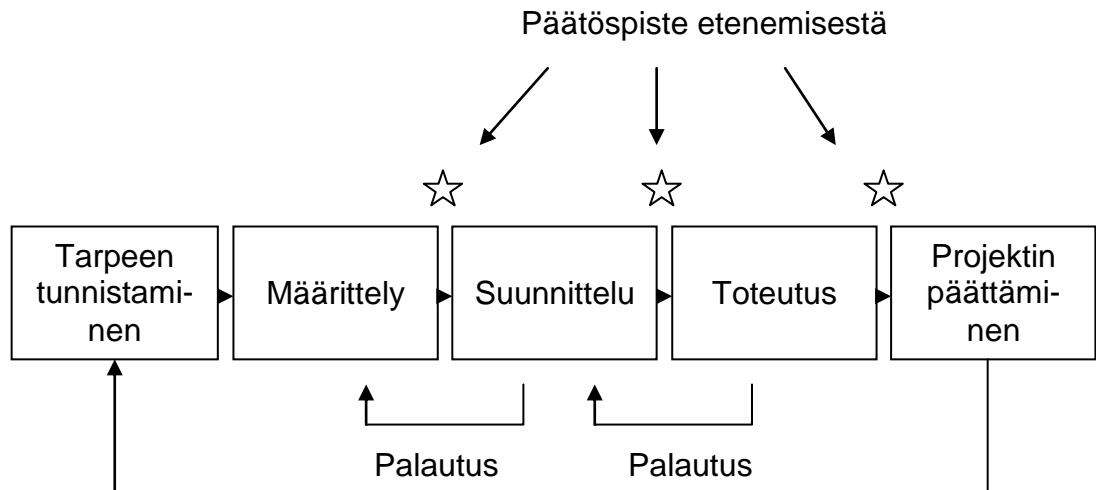 Päätöspiste etenemisestä
Tarpeen
tunnistami-
nen
Määrittely
Suunnittelu
Toteutus
Projektin
päättämi-
nen
Palautus
Palautus